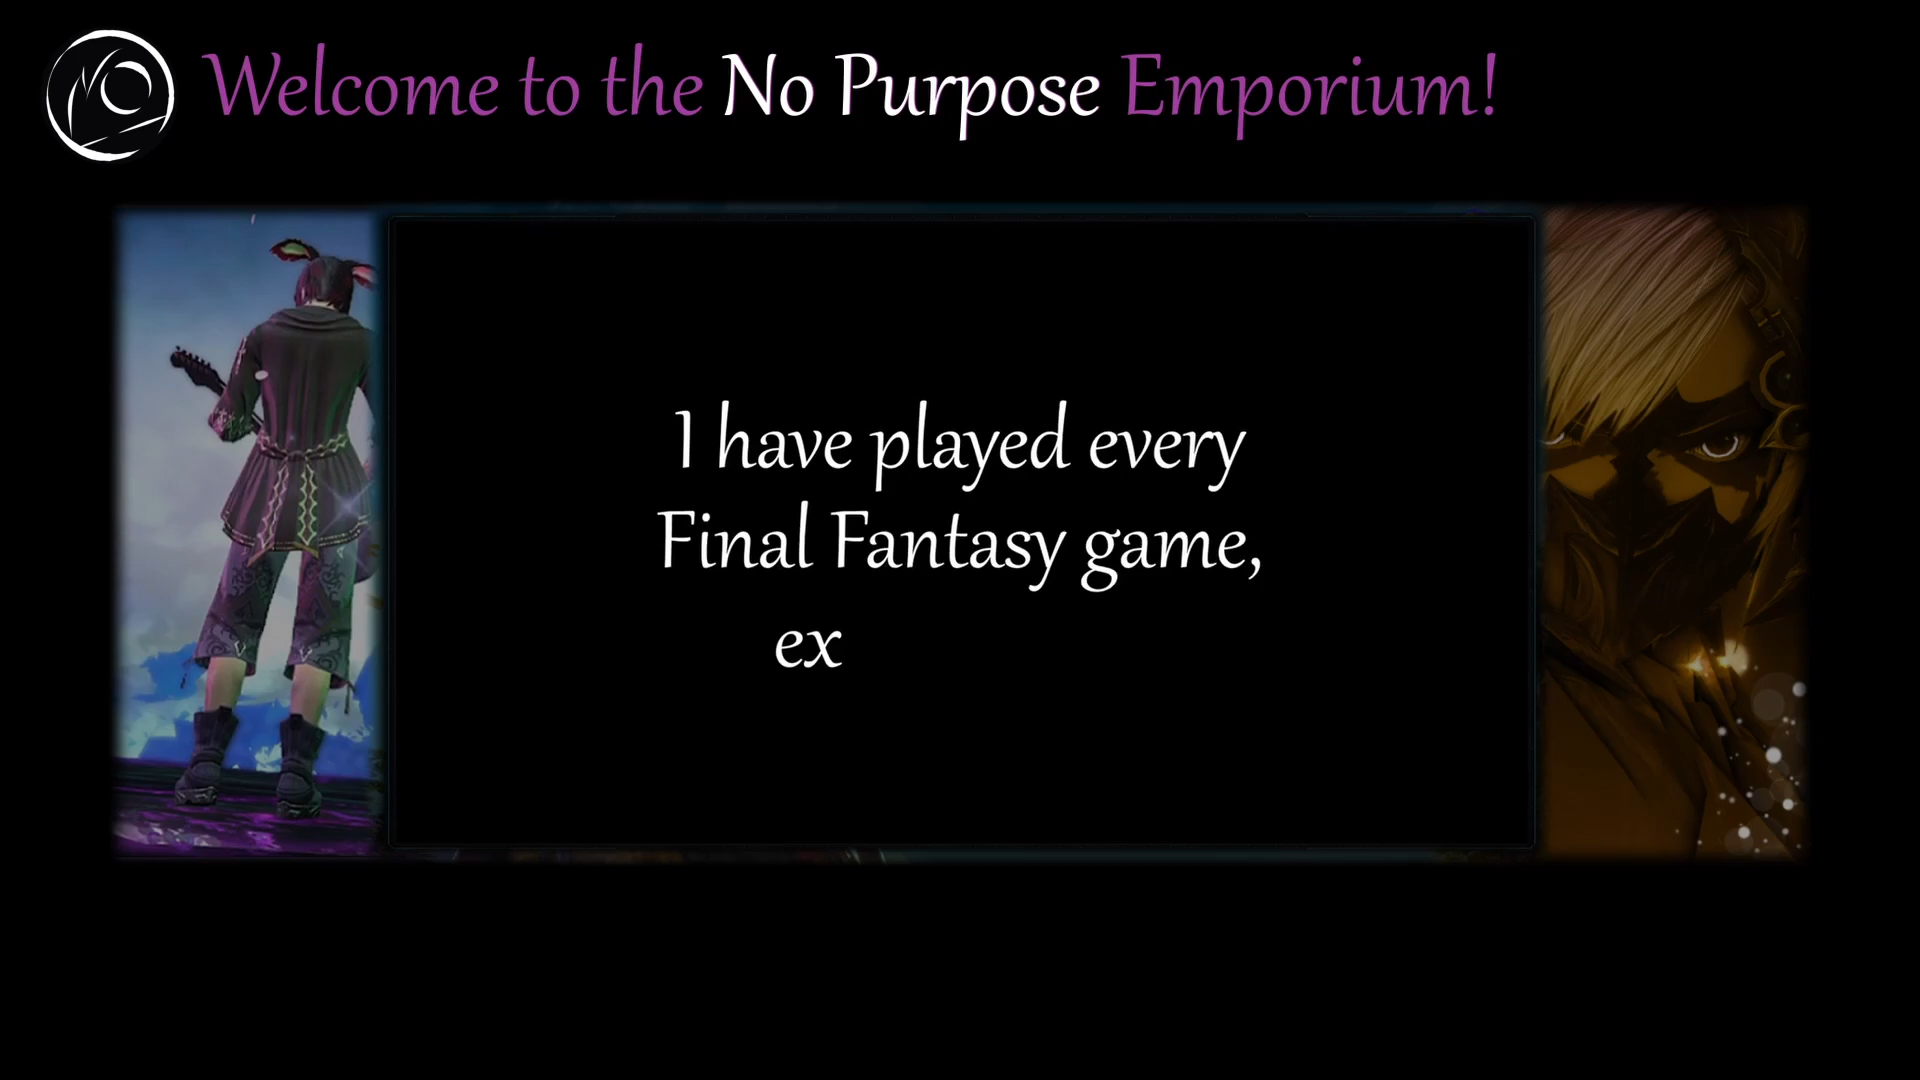 Welcome to the No Purpose Emporium!
I have played every
Final Fantasy game,
ex